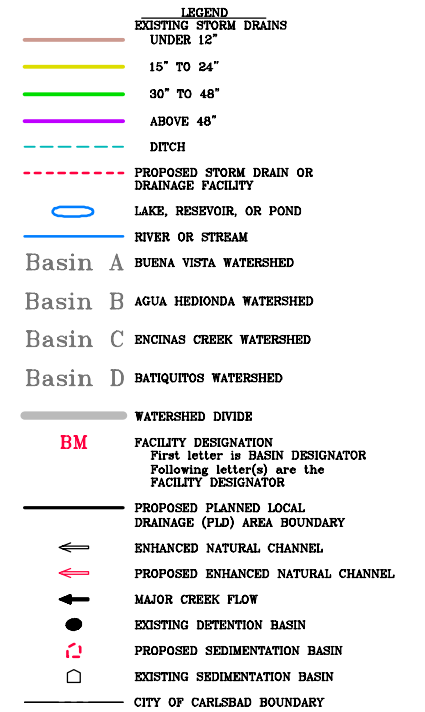 LEGEND
EXISTING STORM DRAINS
UNDER 12"
15" TO 24"
30" TO 48"
ABOVE 48"
DITCH
PROPOSED STORM DRAIN OR
DRAINAGE FACILITY
LAKE, RESEVOIR, OR POND
RIVER OR STREAM
Basin A BUENA VISTA WATERSHED
Basin B AGUA HEDIONDA WATERSHED
Basin C ENCINAS CREEK WATERSHED
Basin D BATIQUITOS WATERSHED
WATERSHED DIVIDE
BM FACILITY DESIGNATION
First letter is BASIN DESIGNATOR
Following letter(s) are the
FACILITY DESIGNATOR
PROPOSED PLANNED LOCAL
DRAINAGE (PLD) AREA BOUNDARY
ENHANCED NATURAL CHANNEL
PROPOSED ENHANCED NATURAL CHANNEL
MAJOR CREEK FLOW
EXISTING DETENTION BASIN
PROPOSED SEDIMENTATION BASIN
EXISTING SEDIMENTATION BASIN
CITY OF CARLSBAD BOUNDARY